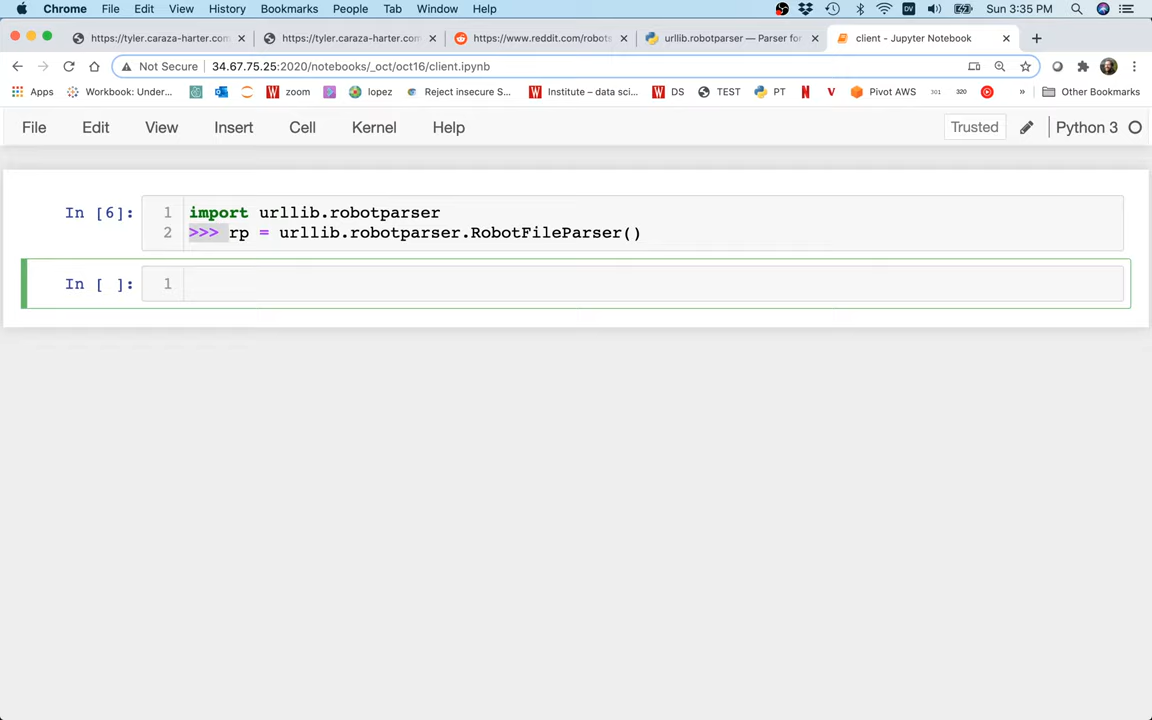 Chrome File Edit View History Bookmarks People Tab Window Help Sun 3:35 PM
https://tyler.caraza-harter.com https://tyler.caraza-harter.com https://www.reddit.com/robots urllib.robotparser — Parser for client - Jupyter Notebook
Not Secure 34.67.75.25:2020/notebooks/_oct/oct16/client.ipynb
Apps Workbook: Under... zoom lopez Reject insecure S... Institute – data sci... DS TEST PT Pivot AWS 301 320 » Other Bookmarks
File Edit View Insert Cell Kernel Help Trusted Python 3
In [6]: 1 import urllib.robotparser
2 >>> rp = urllib.robotparser.RobotFileParser()
In [ ]: 1